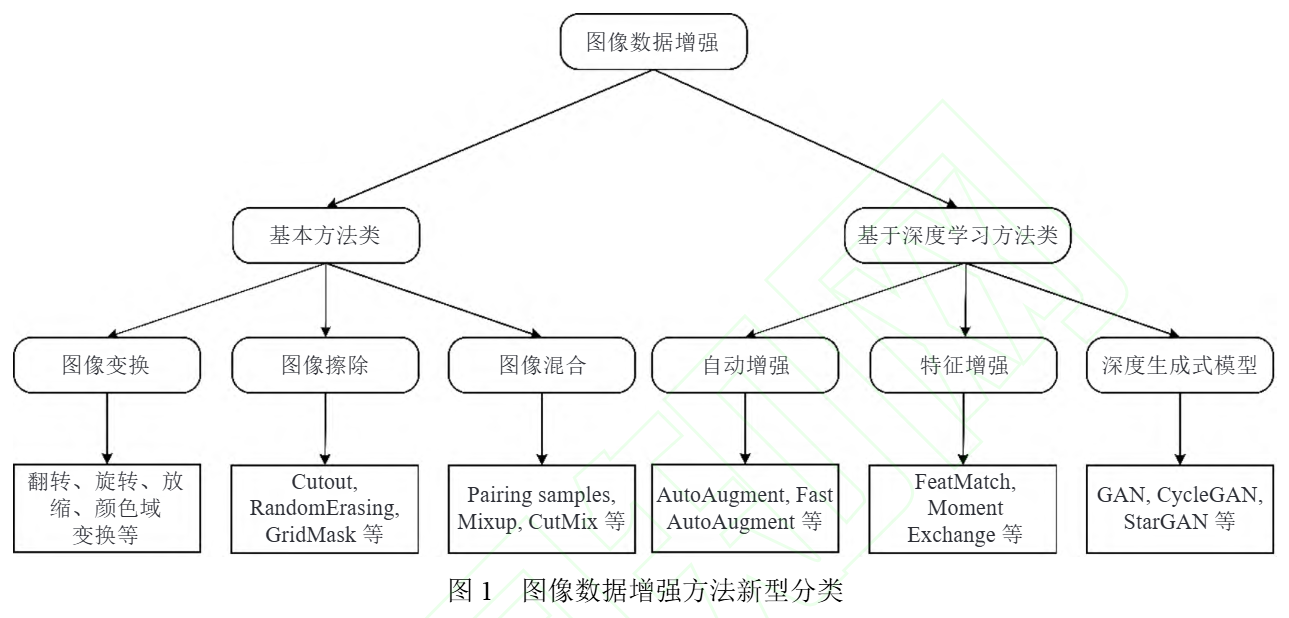 图像数据增强
基本方法类
基于深度学习方法类
图像变换
图像擦除
图像混合
自动增强
特征增强
深度生成式模型
翻转、旋转、放
缩、颜色域
变换等
Cutout,
RandomErasing,
GridMask 等
Pairing samples,
Mixup, CutMix 等
AutoAugment, Fast
AutoAugment 等
FeatMatch,
Moment
Exchange 等
GAN, CycleGAN,
StarGAN 等
图 1 图像数据增强方法新型分类